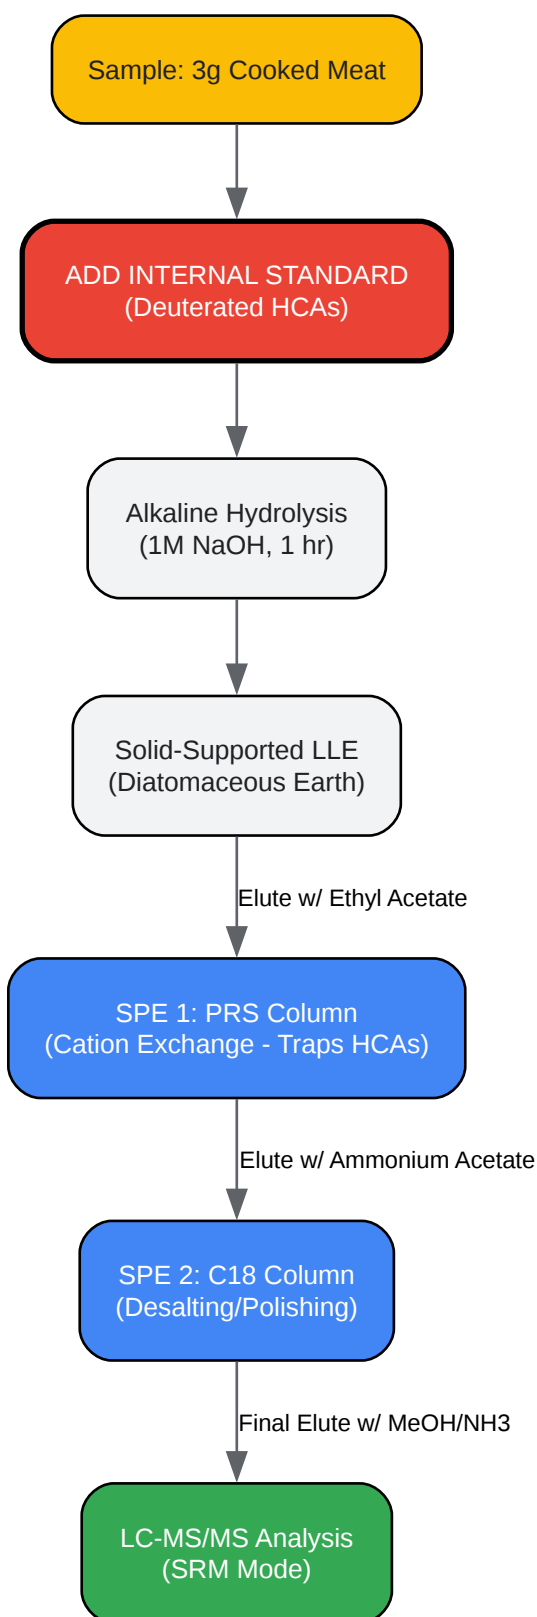 Sample: 3g Cooked Meat
ADD INTERNAL STANDARD
(Deuterated HCAs)
Alkaline Hydrolysis
(1M NaOH, 1 hr)
Solid-Supported LLE
(Diatomaceous Earth)
Elute w/ Ethyl Acetate
SPE 1: PRS Column
(Cation Exchange - Traps HCAs)
Elute w/ Ammonium Acetate
SPE 2: C18 Column
(Desalting/Polishing)
Final Elute w/ MeOH/NH3
LC-MS/MS Analysis
(SRM Mode)